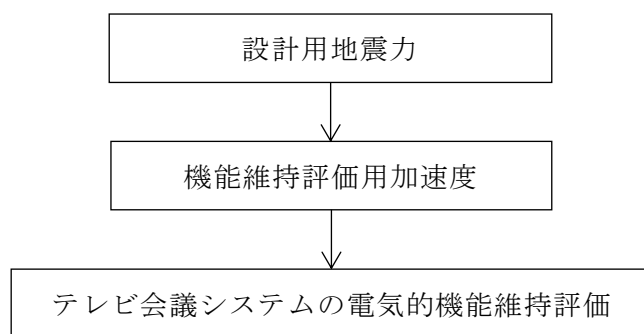 設計用地震力
機能維持評価用加速度
テレビ会議システムの電気的機能維持評価